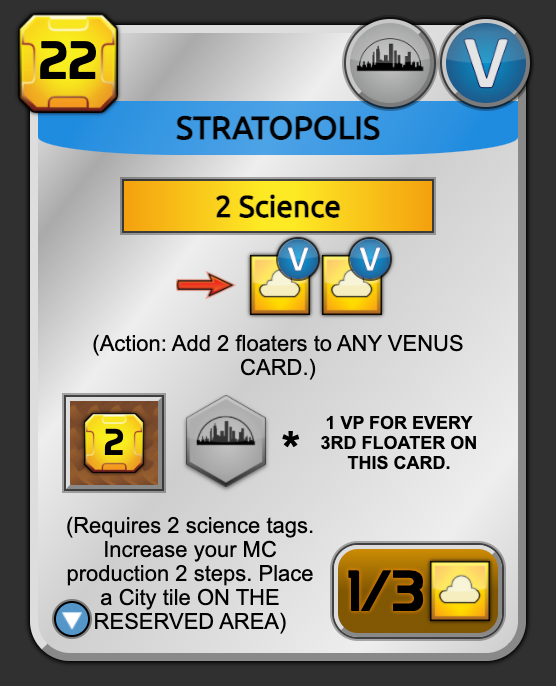 22
V
STRATOPOLIS
2 Science
V V
(Action: Add 2 floaters to ANY VENUS
CARD.)
2
*
1 VP FOR EVERY
3RD FLOATER ON
THIS CARD.
(Requires 2 science tags.
Increase your MC
production 2 steps. Place
a City tile ON THE
RESERVED AREA)
1/3